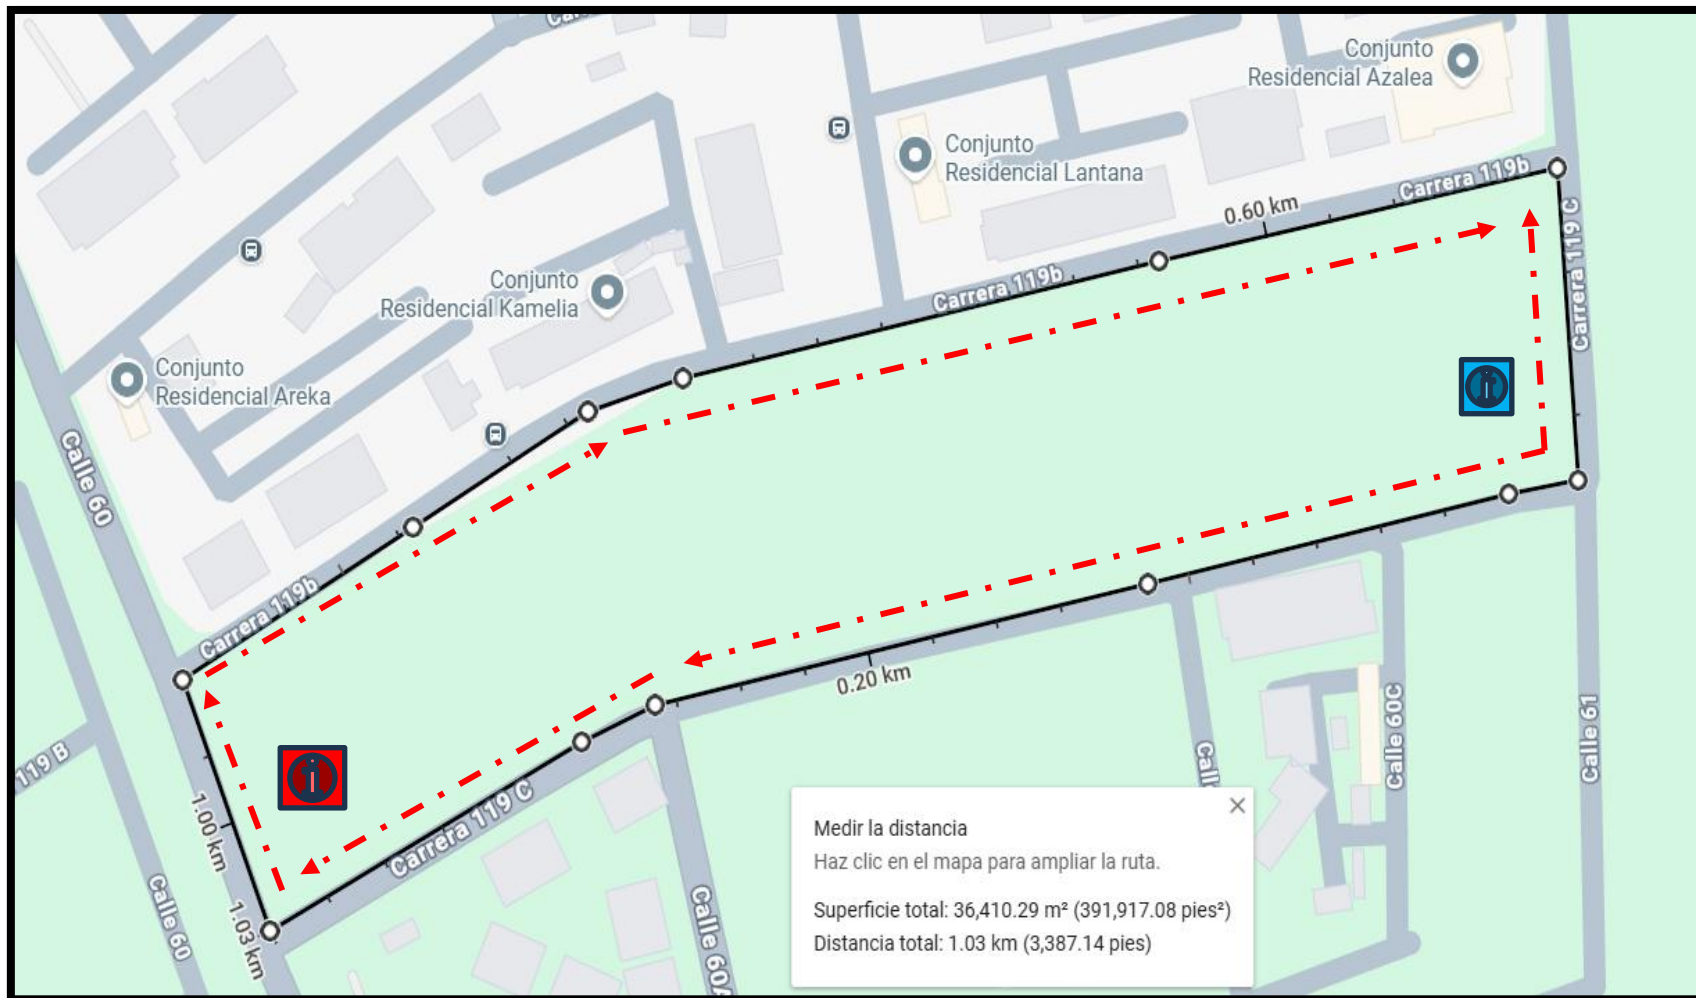 Conjunto
Residencial Azalea
Conjunto
Residencial Lantana
Carrera 119b
0.60 km
Carrera 119 C
Conjunto
Residencial Kamelia
Carrera 119b
Conjunto
Residencial Areka
Calle 60
Carrera 119b
0.20 km
119 B
1.00 km
Carrera 119 C
Calle 60C
Calle 61
Calle 60
1.03 km
Calle 60A
Medir la distancia
Haz clic en el mapa para ampliar la ruta.
Superficie total: 36,410.29 m² (391,917.08 pies²)
Distancia total: 1.03 km (3,387.14 pies)